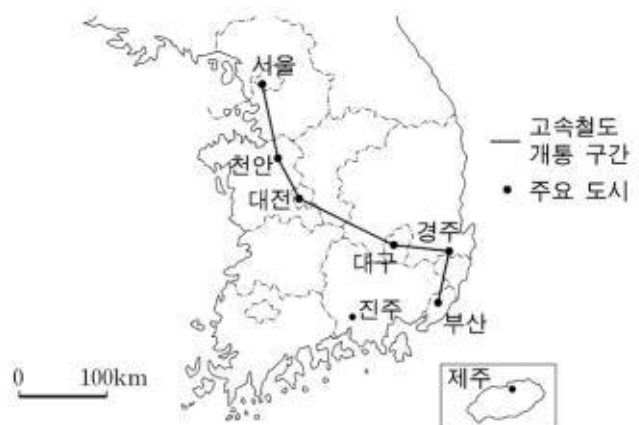 서울
천안
대전
대구
경주
부산
진주
제주
고속철도
개통 구간
주요 도시
0 100km